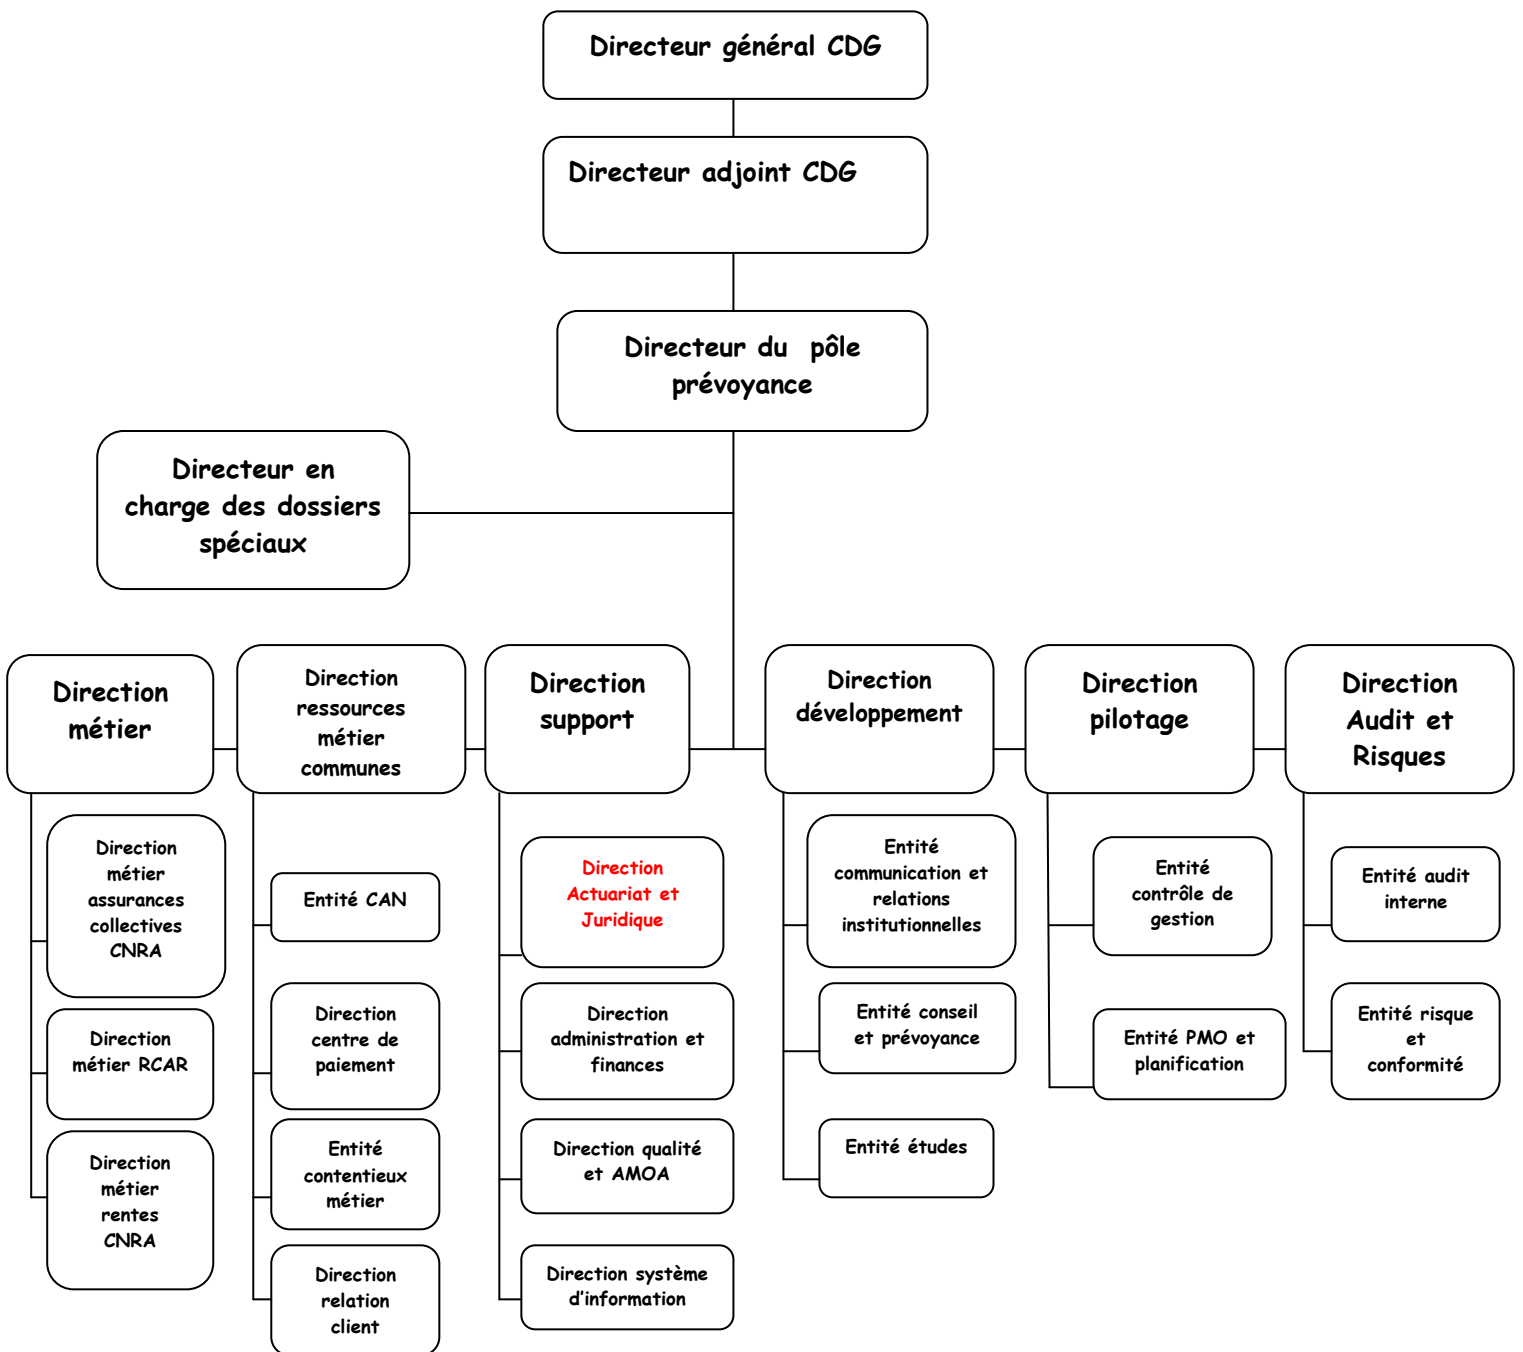 Directeur général CDG
Directeur adjoint CDG
Directeur du pôle
prévoyance
Directeur en
charge des dossiers
spéciaux
Direction
métier
Direction
ressources
métier
communes
Direction
support
Direction
développement
Direction
pilotage
Direction
Audit et
Risques
Direction
métier
assurances
collectives
CNRA
Direction
métier RCAR
Direction
métier
rentes
CNRA
Entité CAN
Direction
centre de
paiement
Entité
contentieux
métier
Direction
relation
client
Direction
Actuariat et
Juridique
Direction
administration et
finances
Direction qualité
et AMOA
Direction système
d'information
Entité
communication et
relations
institutionnelles
Entité conseil
et prévoyance
Entité études
Entité
contrôle de
gestion
Entité PMO et
planification
Entité audit
interne
Entité risque
et
conformité